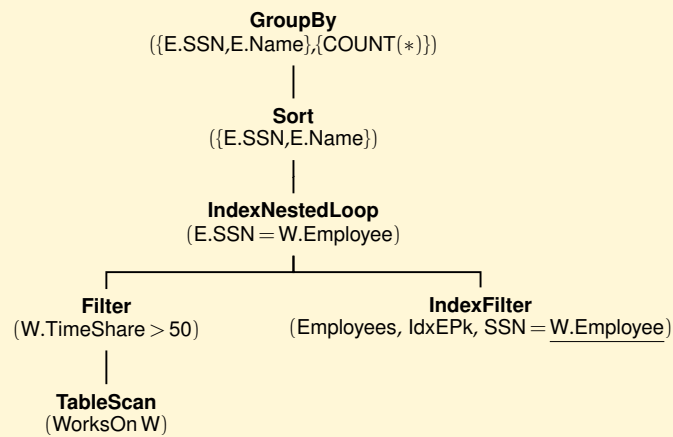 GroupBy
({E.SSN,E.Name},{COUNT(∗)})
Sort
({E.SSN,E.Name})
IndexNestedLoop
(E.SSN = W.Employee)
Filter
(W.TimeShare > 50)
IndexFilter
(Employees, IdxEPk, SSN = W.Employee)
TableScan
(WorksOn W)